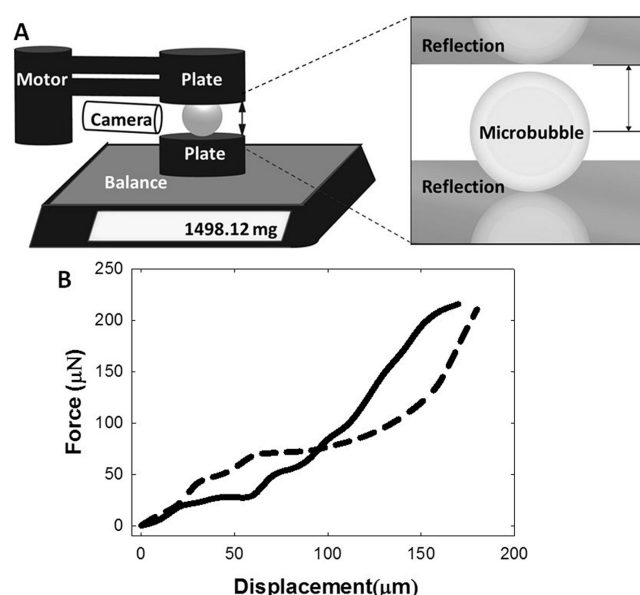 A
Motor
Plate
Camera
Plate
Balance
1498.12 mg
Reflection
Microbubble
Reflection
B
250
200
150
100
50
0
Force (μN)
0 50 100 150 200
Displacement(μm)